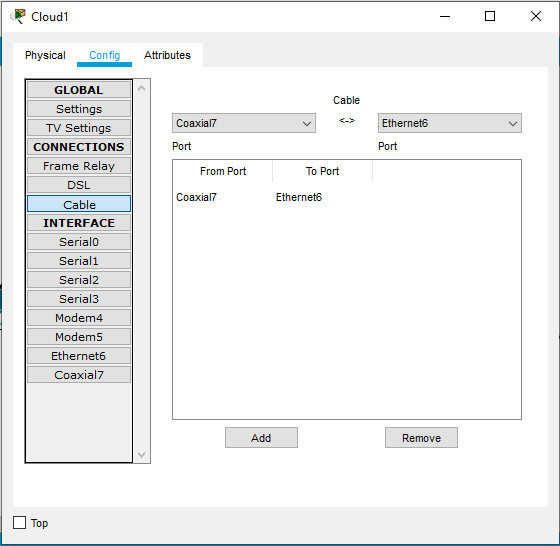 Cloud1
Physical Config Attributes
GLOBAL
Settings
TV Settings
CONNECTIONS
Frame Relay
DSL
Cable
INTERFACE
Serial0
Serial1
Serial2
Serial3
Modem4
Modem5
Ethernet6
Coaxial7
Cable
Coaxial7 <-> Ethernet6
Port Port
From Port To Port
Coaxial7 Ethernet6
Add Remove
Top